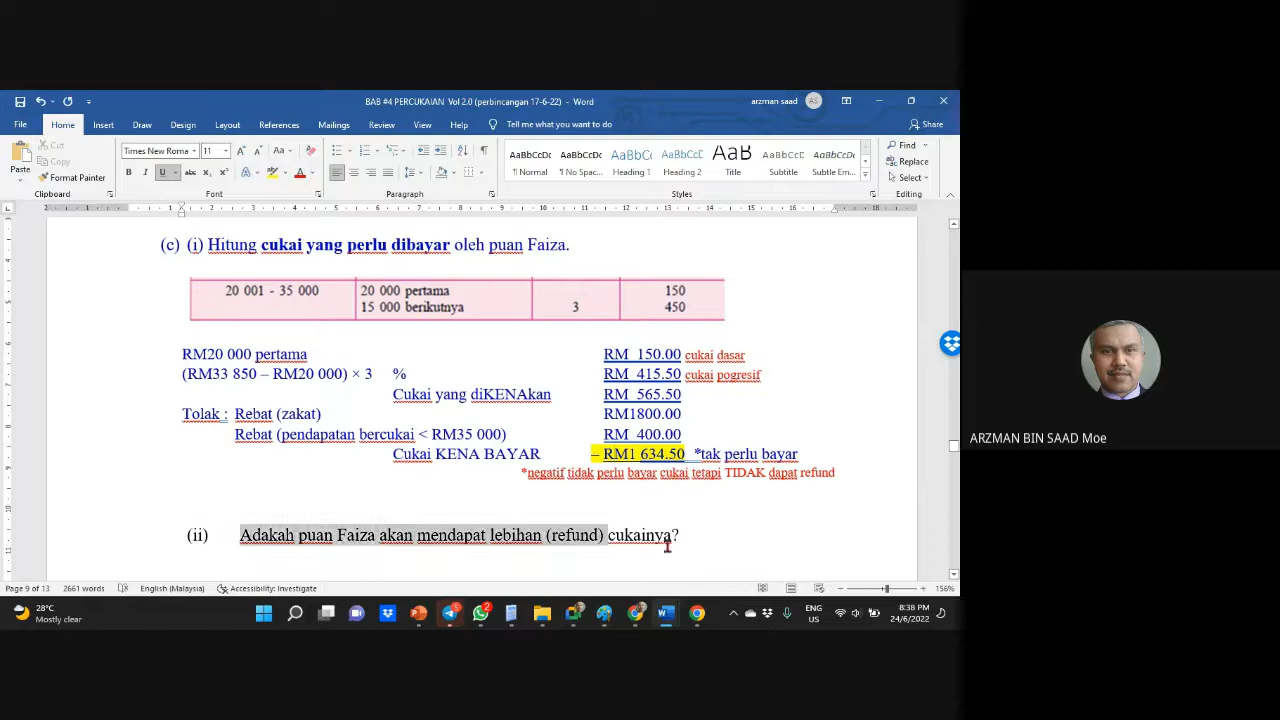 BAB #4 PERCUKAIAN Vol 2.0 (perbincangan 17-6-22) - Word
arzman saad AS
File Home Insert Draw Design Layout References Mailings Review View Help Tell me what you want to do Share
Paste Cut Copy Format Painter
Times New Roma 11
AaBbCcDc AaBbCcDc AaBbCc AaBbCcC AaB AaBbCcD AaBbCcD
¶ Normal ¶ No Spac... Heading 1 Heading 2 Title Subtitle Subtle Em...
Find Replace Select
Clipboard Font Paragraph Styles Editing
(c) (i) Hitung cukai yang perlu dibayar oleh puan Faiza.
20 001 - 35 000 20 000 pertama 150
15 000 berikutnya 3 450
RM20 000 pertama RM 150.00 cukai dasar
(RM33 850 – RM20 000) × 3 % RM 415.50 cukai pogresif
Cukai yang diKENAkan RM 565.50
Tolak : Rebat (zakat) RM1800.00
Rebat (pendapatan bercukai < RM35 000) RM 400.00
Cukai KENA BAYAR – RM1 634.50 *tak perlu bayar
*negatif tidak perlu bayar cukai tetapi TIDAK dapat refund
(ii) Adakah puan Faiza akan mendapat lebihan (refund) cukainya?
ARZMAN BIN SAAD Moe
Page 9 of 13 2661 words English (Malaysia) Accessibility: Investigate 156%
28°C
Mostly clear
ENG
US
8:38 PM
24/6/2022